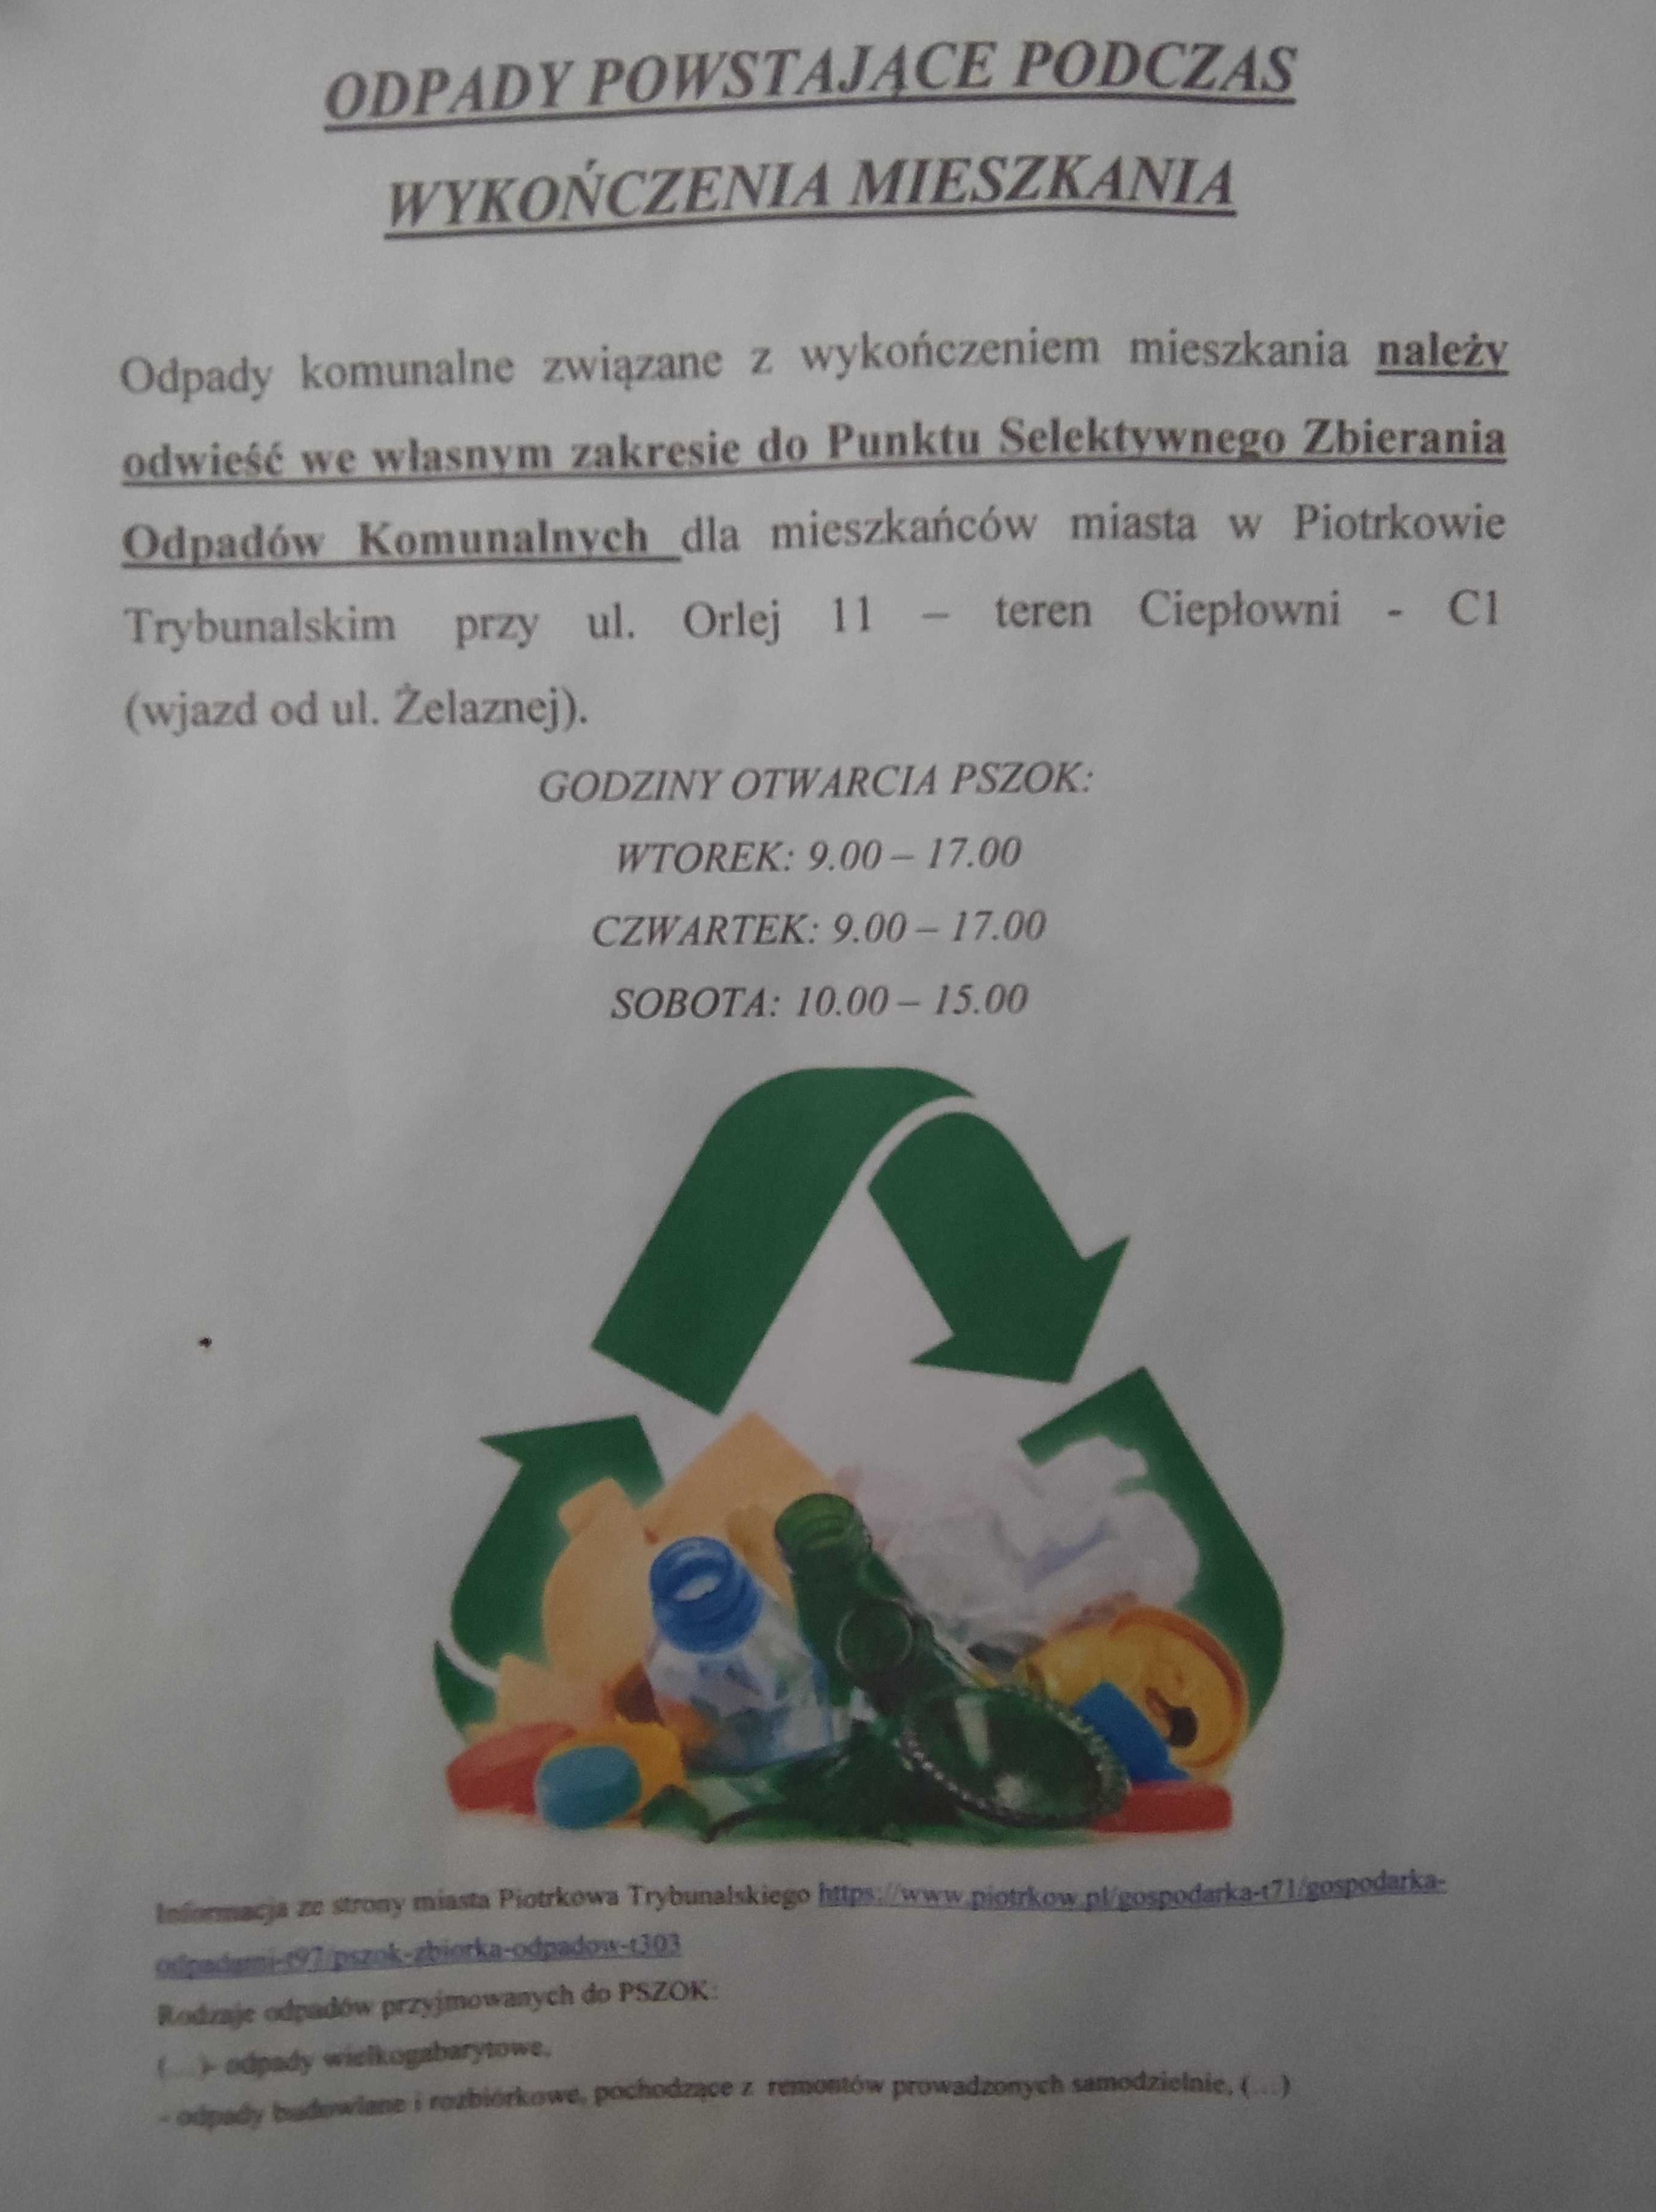 ODPADY POWSTAJĄCE PODCZAS
WYKOŃCZENIA MIESZKANIA
Odpady komunalne związane z wykończeniem mieszkania należy
odwieść we własnym zakresie do Punktu Selektywnego Zbierania
Odpadów Komunalnych dla mieszkańców miasta w Piotrkowie
Trybunalskim przy ul. Orlej 11 – teren Ciepłowni - C1
(wjazd od ul. Żelaznej).
GODZINY OTWARCIA PSZOK:
WTOREK: 9.00 – 17.00
CZWARTEK: 9.00 – 17.00
SOBOTA: 10.00 – 15.00
Informacja ze strony miasta Piotrkowa Trybunalskiego https://www.piotrkow.pl/gospodarka-t71/gospodarka-
odpadami-t97/pszok-zbiorka-odpadow-t303
Rodzaje odpadów przyjmowanych do PSZOK:
(…)- odpady wielkogabarytowe,
- odpady budowlane i rozbiórkowe, pochodzące z remontów prowadzonych samodzielnie, (…)